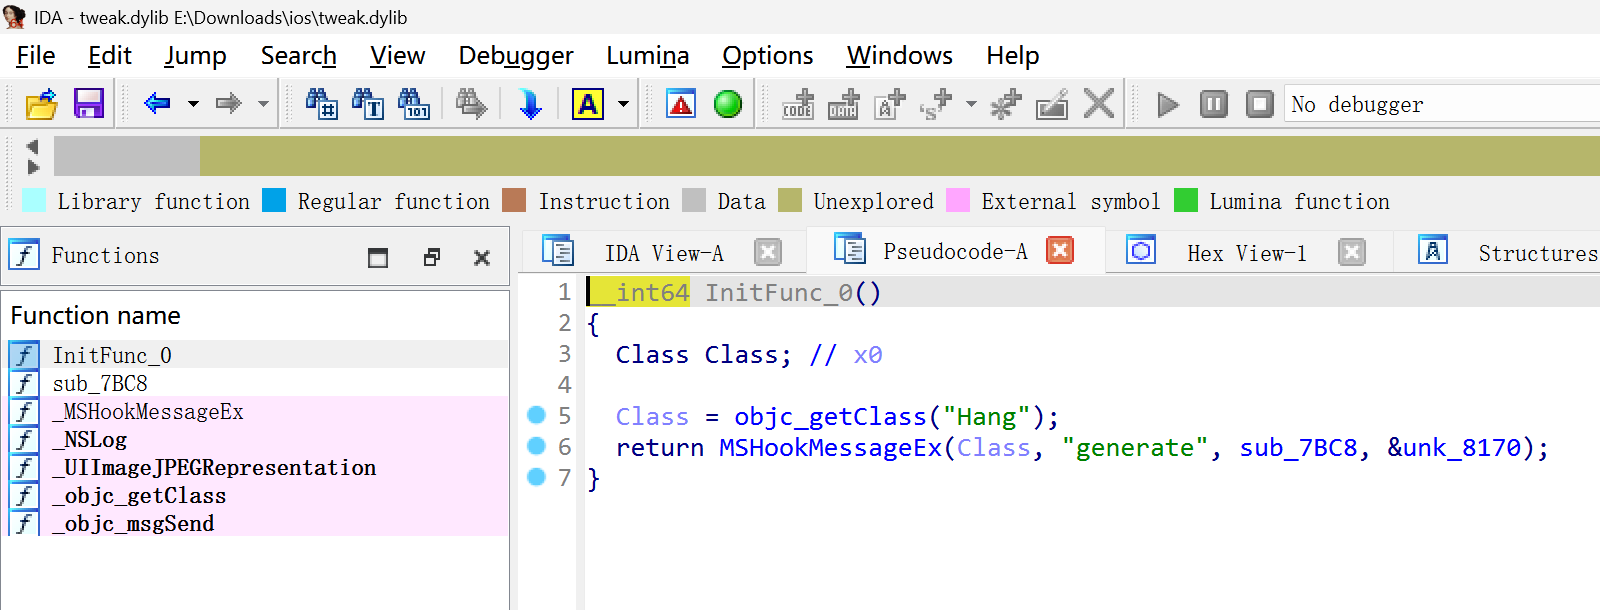 IDA - tweak.dylib E:\Downloads\ios\tweak.dylib
File Edit Jump Search View Debugger Lumina Options Windows Help
No debugger
Library function Regular function Instruction Data Unexplored External symbol Lumina function
Functions
IDA View-A Pseudocode-A Hex View-1 Structures
Function name
InitFunc_0
sub_7BC8
_MSHookMessageEx
_NSLog
_UIImageJPEGRepresentation
_objc_getClass
_objc_msgSend
1 __int64 InitFunc_0()
2 {
3 Class Class; // x0
4
5 Class = objc_getClass("Hang");
6 return MSHookMessageEx(Class, "generate", sub_7BC8, &unk_8170);
7 }